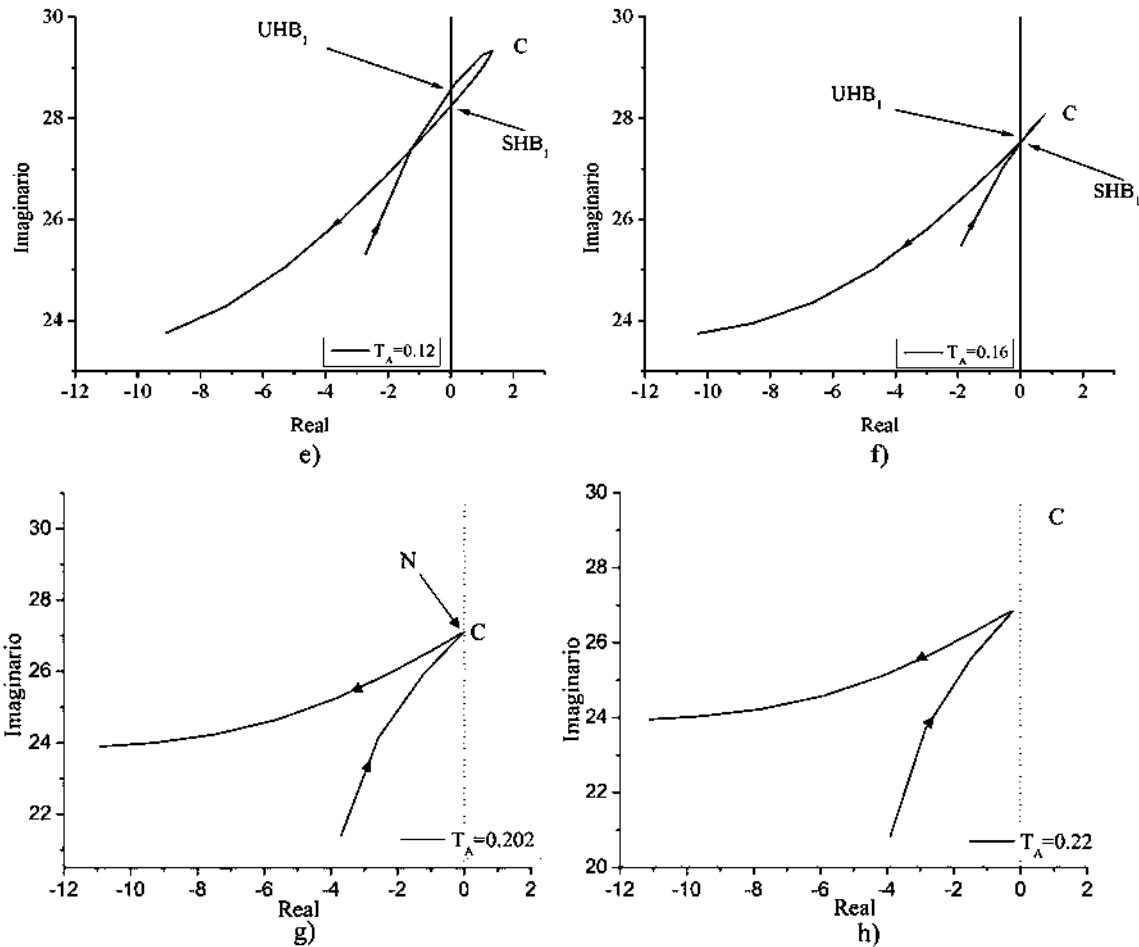 30
28
26
24
Imaginario
UHB1
C
SHB1
T_A=0.12
-12 -10 -8 -6 -4 -2 0 2
Real
e)
30
28
26
24
Imaginario
UHB1
C
SHB1
T_A=0.16
-12 -10 -8 -6 -4 -2 0 2
Real
f)
30
28
26
24
22
Imaginario
N
C
T_A=0.202
-12 -10 -8 -6 -4 -2 0 2
Real
g)
30
28
26
24
22
20
Imaginario
C
T_A=0.22
-12 -10 -8 -6 -4 -2 0 2
Real
h)